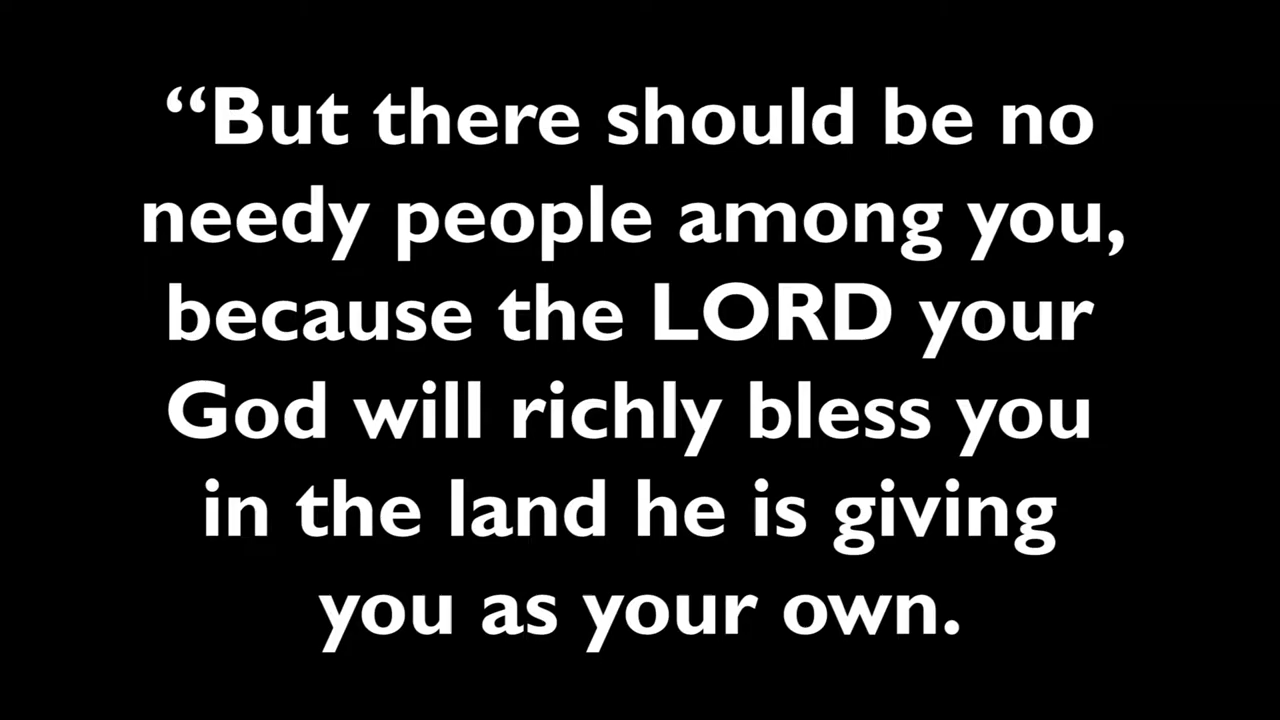 “But there should be no
needy people among you,
because the LORD your
God will richly bless you
in the land he is giving
you as your own.